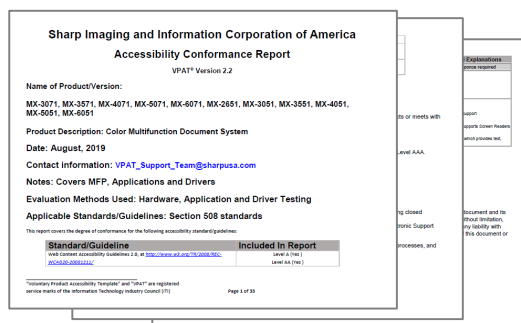 Sharp Imaging and Information Corporation of America
Accessibility Conformance Report
VPAT® Version 2.2
Name of Product/Version:
MX-3071, MX-3571, MX-4071, MX-5071, MX-6071, MX-2651, MX-3051, MX-3551, MX-4051,
MX-5051, MX-6051
Product Description: Color Multifunction Document System
Date: August, 2019
Contact information: VPAT_Support_Team@sharpusa.com
Notes: Covers MFP, Applications and Drivers
Evaluation Methods Used: Hardware, Application and Driver Testing
Applicable Standards/Guidelines: Section 508 standards
This report covers the degree of conformance for the following accessibility standard/guidelines:
Standard/Guideline Included In Report
Web Content Accessibility Guidelines 2.0, at http://www.w3.org/TR/2008/REC- Level A (Yes )
WCAG20-20081211/ Level AA (Yes )
"Voluntary Product Accessibility Template" and "VPAT" are registered
service marks of the Information Technology Industry Council (ITI) Page 1 of 33
or meets with
Level AAA.
ng closed
tronic Support
processes, and
Explanations
ponse required
support
upports Screen Readers
which provides text,
document and its
ithout limitation,
ny liability with
this document or